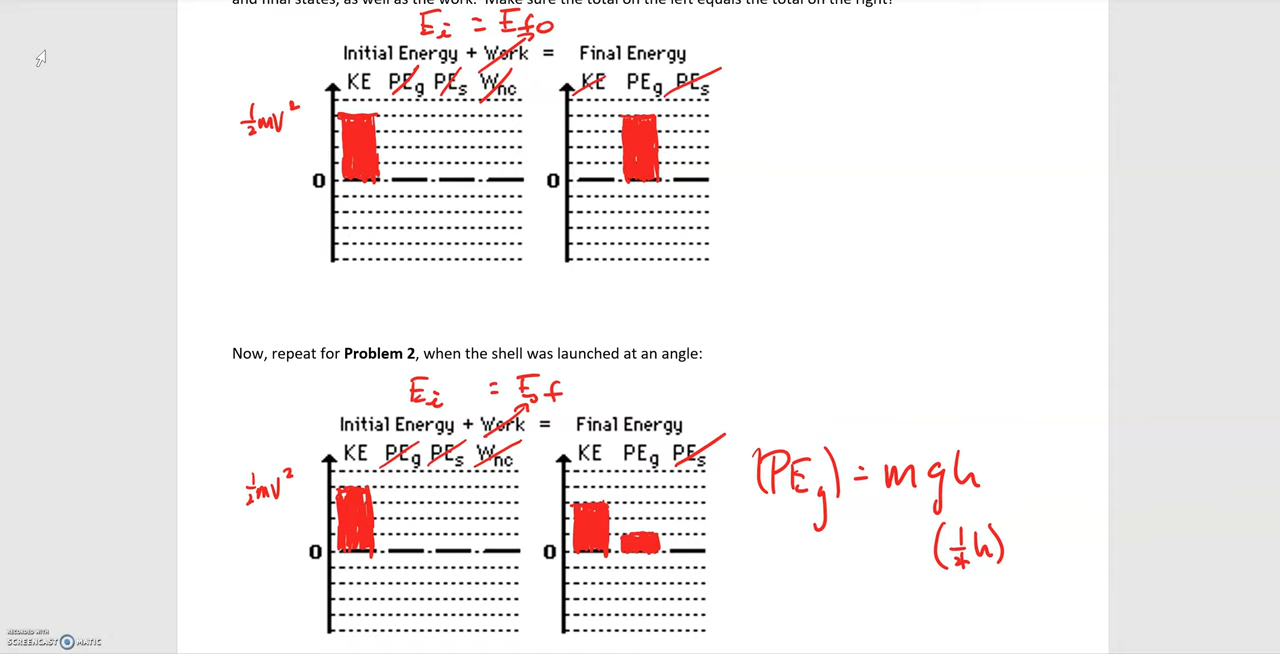 and final states, as well as the work. Make sure the total on the left equals the total on the right!
Ei = Ef 0
Initial Energy + Work = Final Energy
KE PEg PEs Wnc KE PEg PEs
½mv²
0 0
Now, repeat for Problem 2, when the shell was launched at an angle:
Ei = Ef
0
Initial Energy + Work = Final Energy
KE PEg PEs Wnc KE PEg PEs
½mv²
(PEg) = mgh
(¼h)
0 0
RECORDED WITH
SCREENCAST MATIC